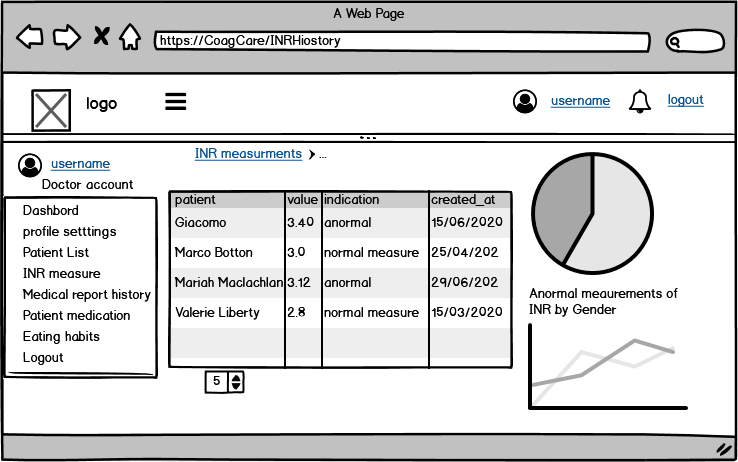 A Web Page
https://CoagCare/INRHiostory
logo
username
logout
username
Doctor account
Dashbord
profile setttings
Patient List
INR measure
Medical report history
Patient medication
Eating habits
Logout
INR measurments ...
patient value indication created_at
Giacomo 3.40 anormal 15/06/2020
Marco Botton 3.0 normal measure 25/04/202
Mariah Maclachlan 3.12 anormal 29/06/202
Valerie Liberty 2.8 normal measure 15/03/2020
5
Anormal meaurements of
INR by Gender